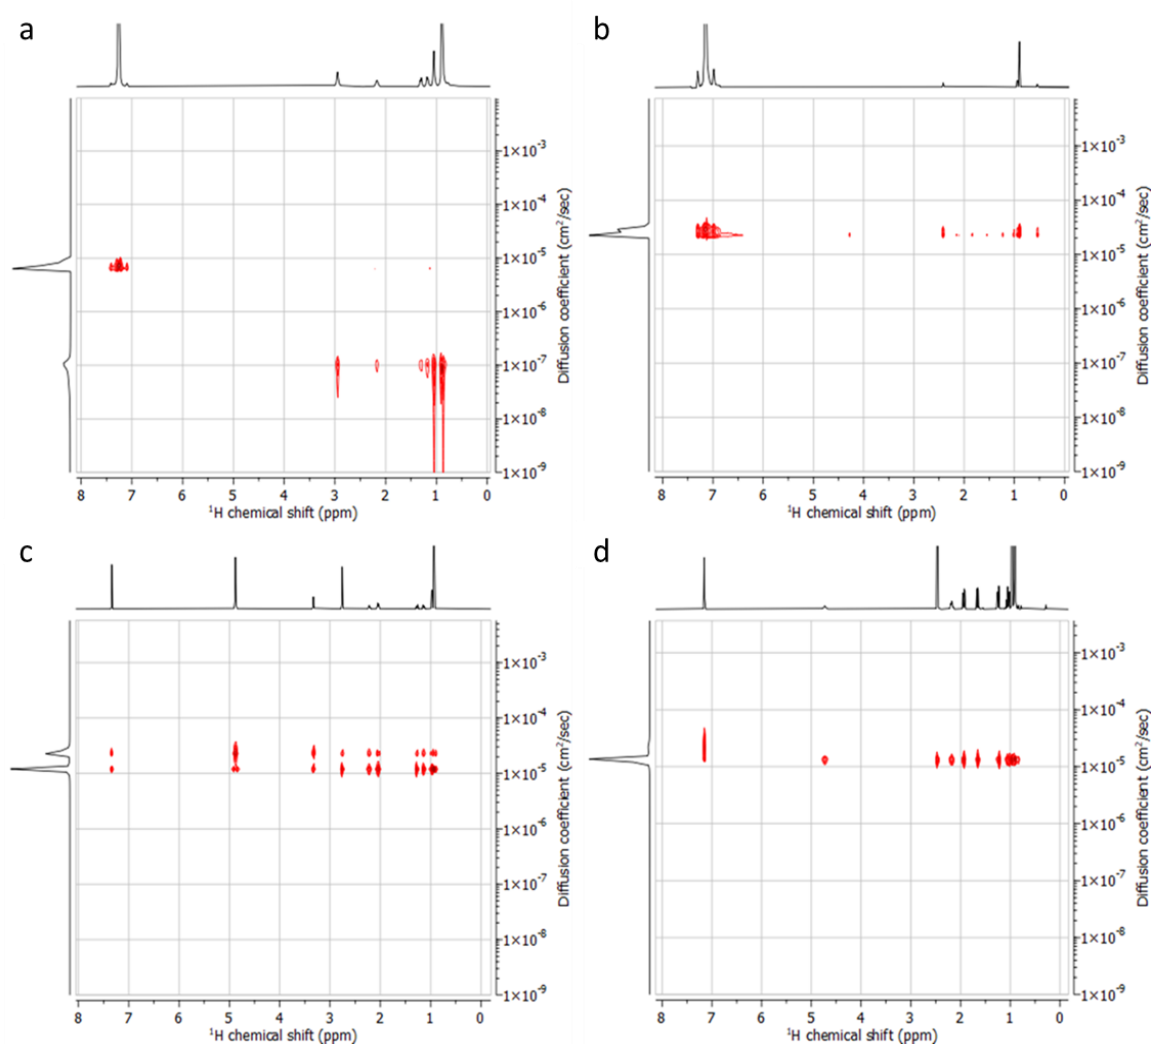 a
1×10⁻³
1×10⁻⁴
1×10⁻⁵
1×10⁻⁶
1×10⁻⁷
1×10⁻⁸
1×10⁻⁹
Diffusion coefficient (cm²/sec)
8 7 6 5 4 3 2 1 0
¹H chemical shift (ppm)
b
1×10⁻³
1×10⁻⁴
1×10⁻⁵
1×10⁻⁶
1×10⁻⁷
1×10⁻⁸
1×10⁻⁹
Diffusion coefficient (cm²/sec)
8 7 6 5 4 3 2 1 0
¹H chemical shift (ppm)
c
1×10⁻³
1×10⁻⁴
1×10⁻⁵
1×10⁻⁶
1×10⁻⁷
1×10⁻⁸
1×10⁻⁹
Diffusion coefficient (cm²/sec)
8 7 6 5 4 3 2 1 0
¹H chemical shift (ppm)
d
1×10⁻³
1×10⁻⁴
1×10⁻⁵
1×10⁻⁶
1×10⁻⁷
1×10⁻⁸
1×10⁻⁹
Diffusion coefficient (cm²/sec)
8 7 6 5 4 3 2 1 0
¹H chemical shift (ppm)